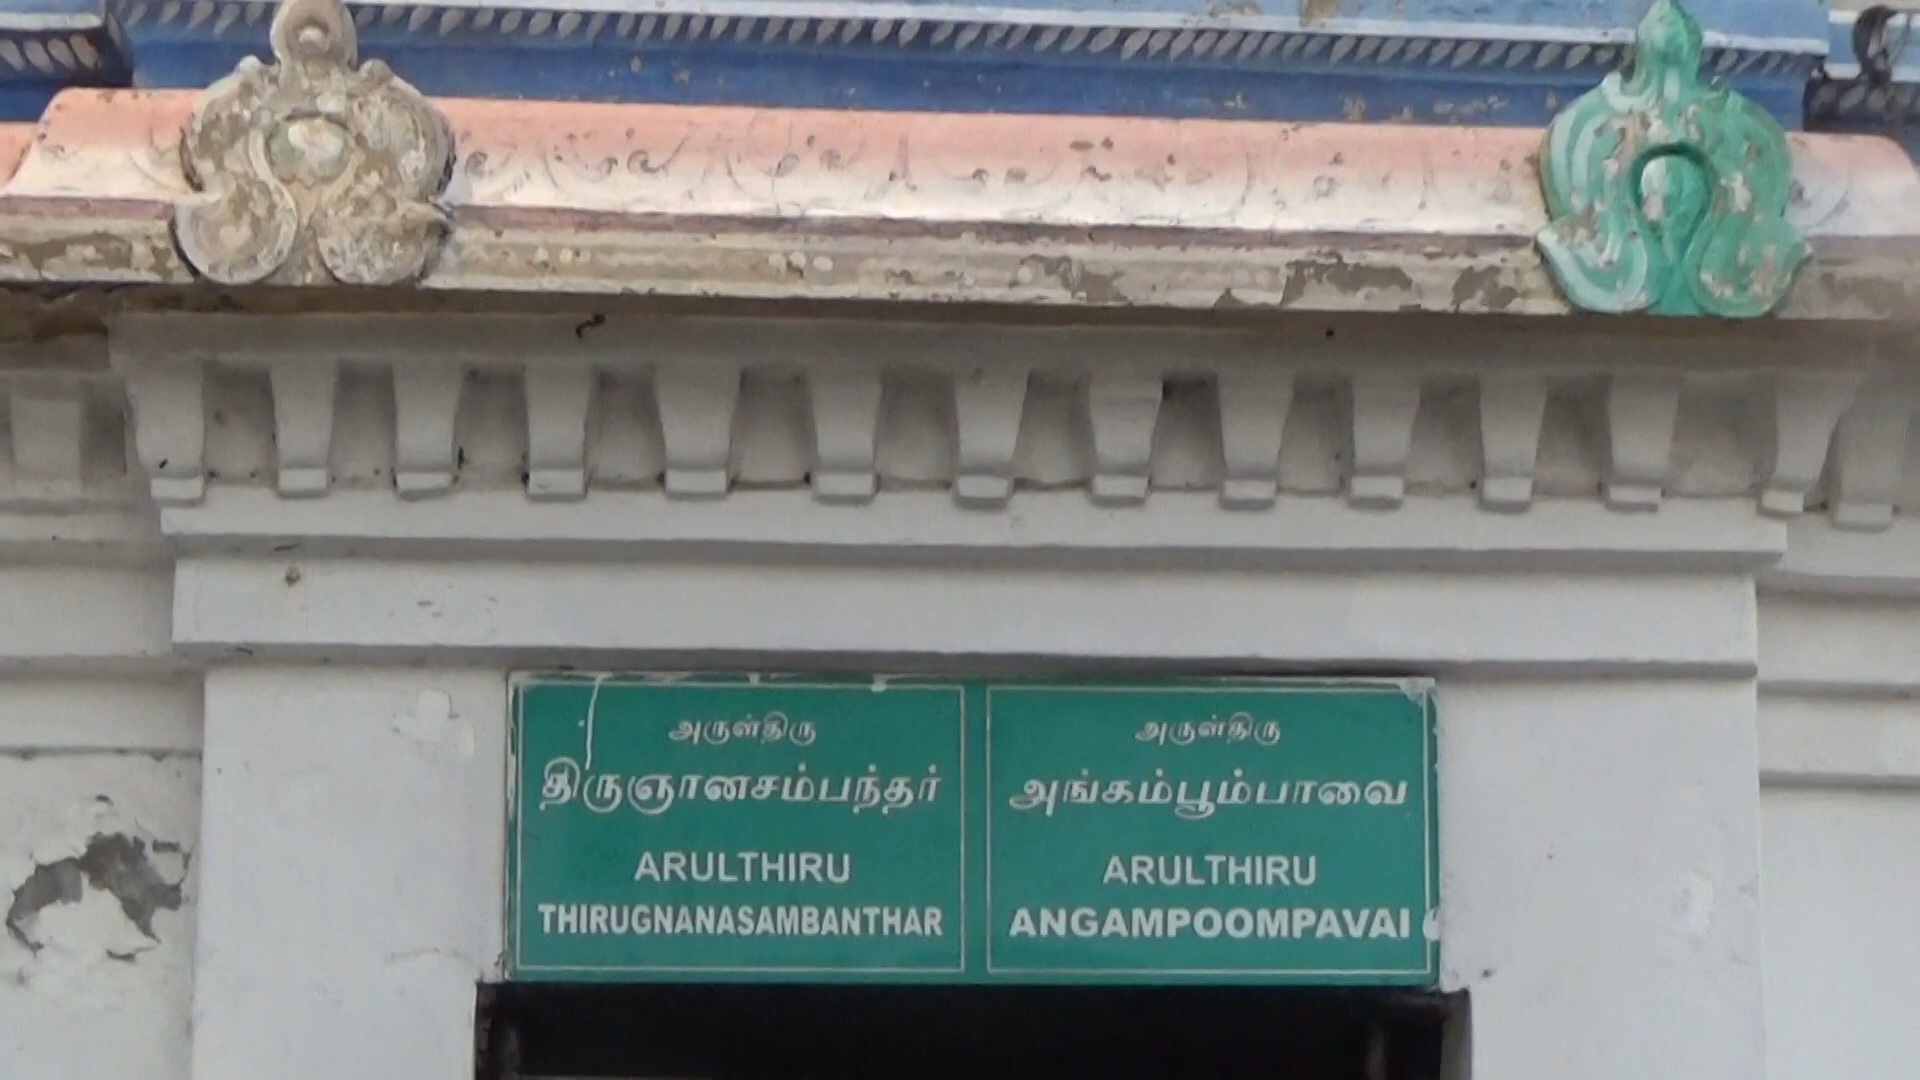 அருள்திரு
திருஞானசம்பந்தர்
ARULTHIRU
THIRUGNANASAMBANTHAR
அருள்திரு
அங்கம்பூம்பாவை
ARULTHIRU
ANGAMPOOMPAVAI